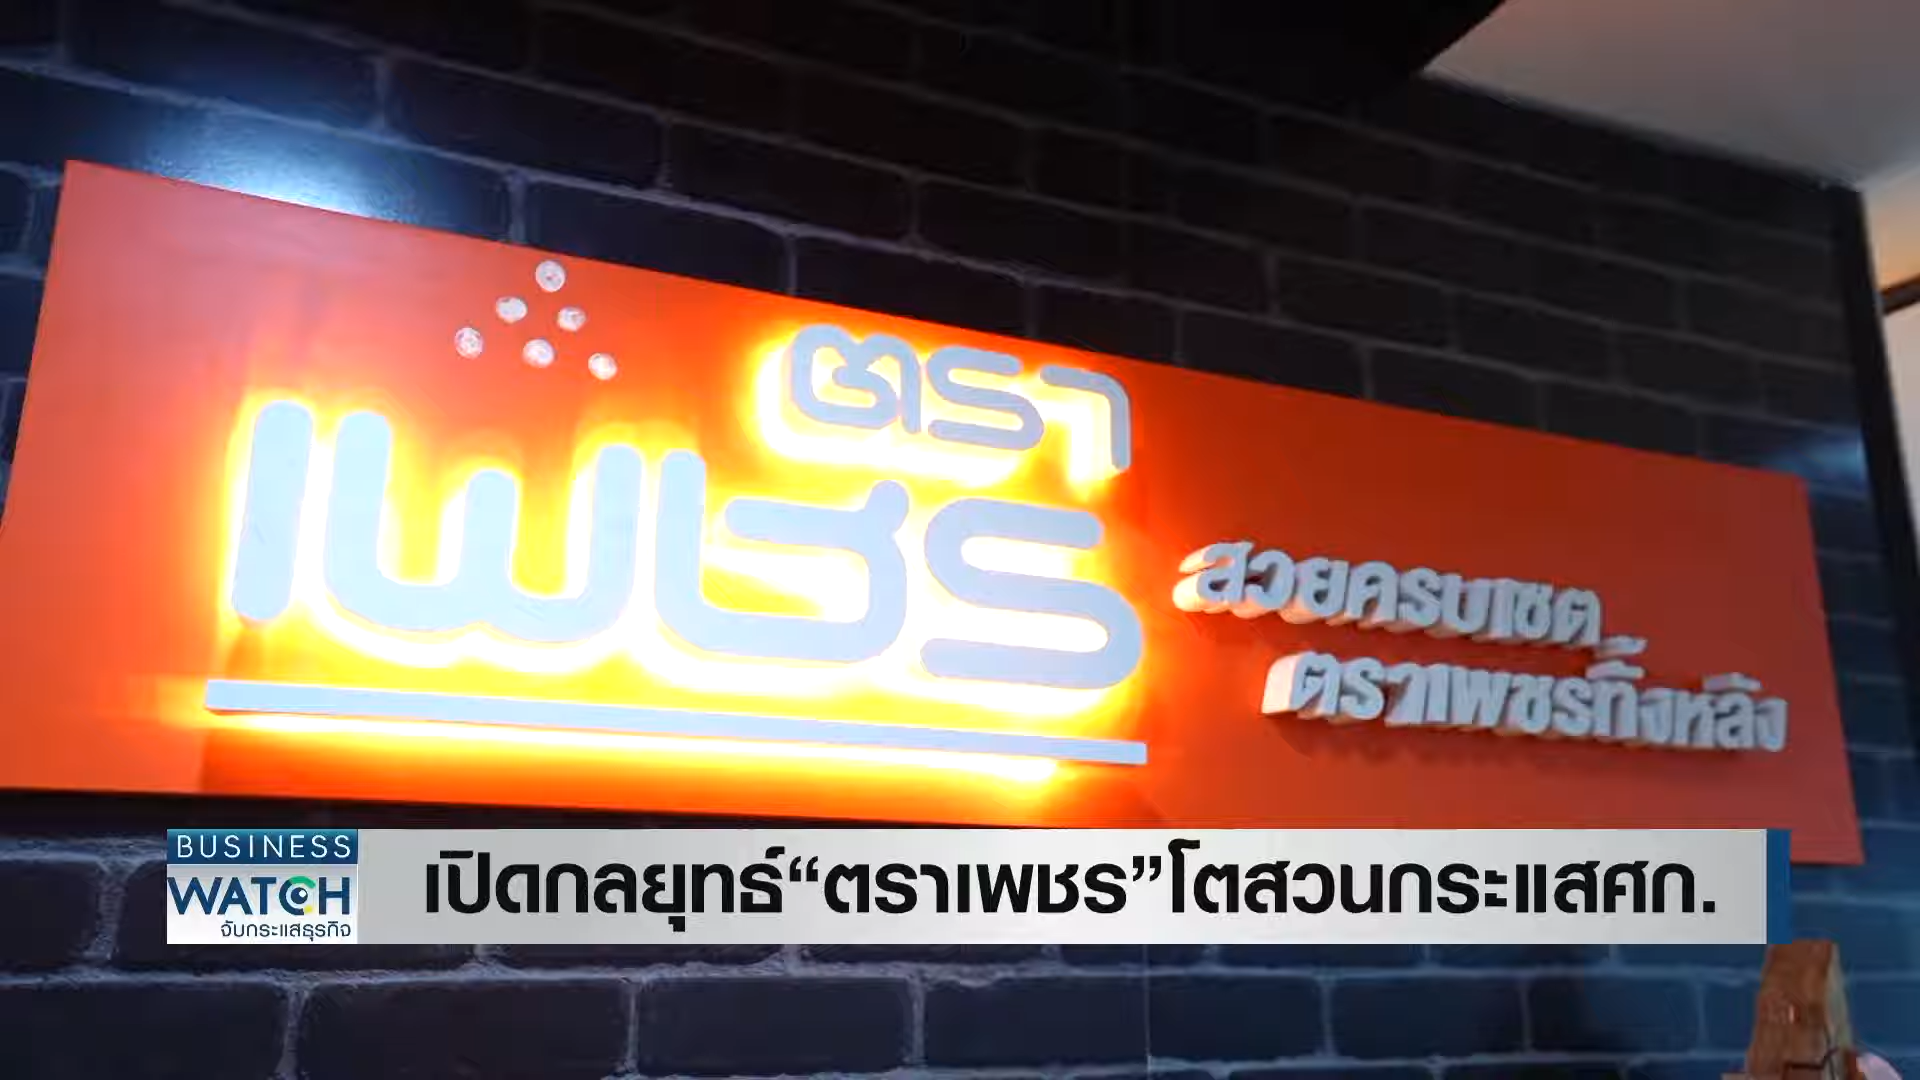 ตรา
เพชร
สวยครบเซต
ตราเพชรทั้งหลัง
BUSINESS
WATCH
จับกระแสธุรกิจ
เปิดกลยุทธ์“ตราเพชร”โตสวนกระแสศก.